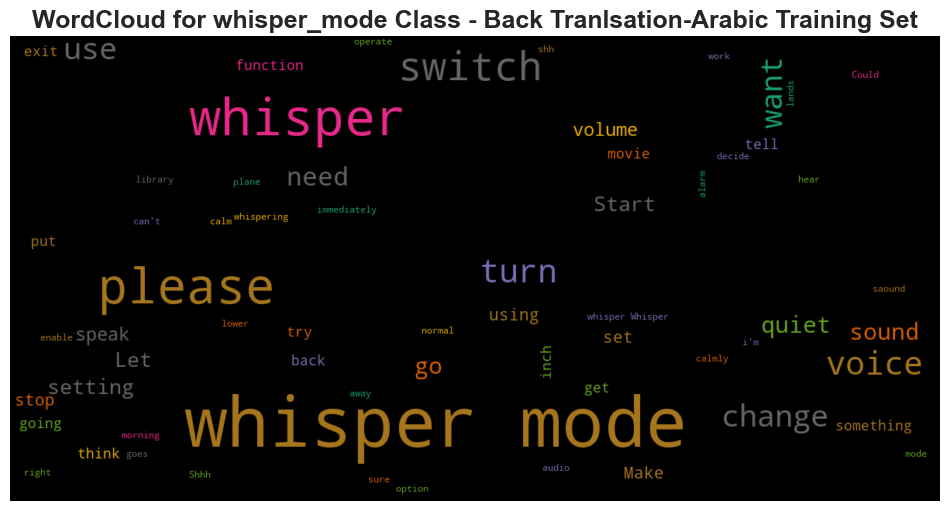 WordCloud for whisper_mode Class - Back Tranlsation-Arabic Training Set
exit
use
operate
shh
switch
work
function
want
lands
Could
whisper
volume
movie
tell
decide
library
plane
need
alarm
hear
Start
can't
calm
whispering
immediately
put
turn
please
saound
using
whisper Whisper
quiet
sound
enable
speak
lower
try
normal
set
i'm
Let
back
go
inch
calmly
voice
setting
stop
away
get
going
whisper mode
change
something
morning
think
goes
mode
right
Shhh
sure
option
audio
Make